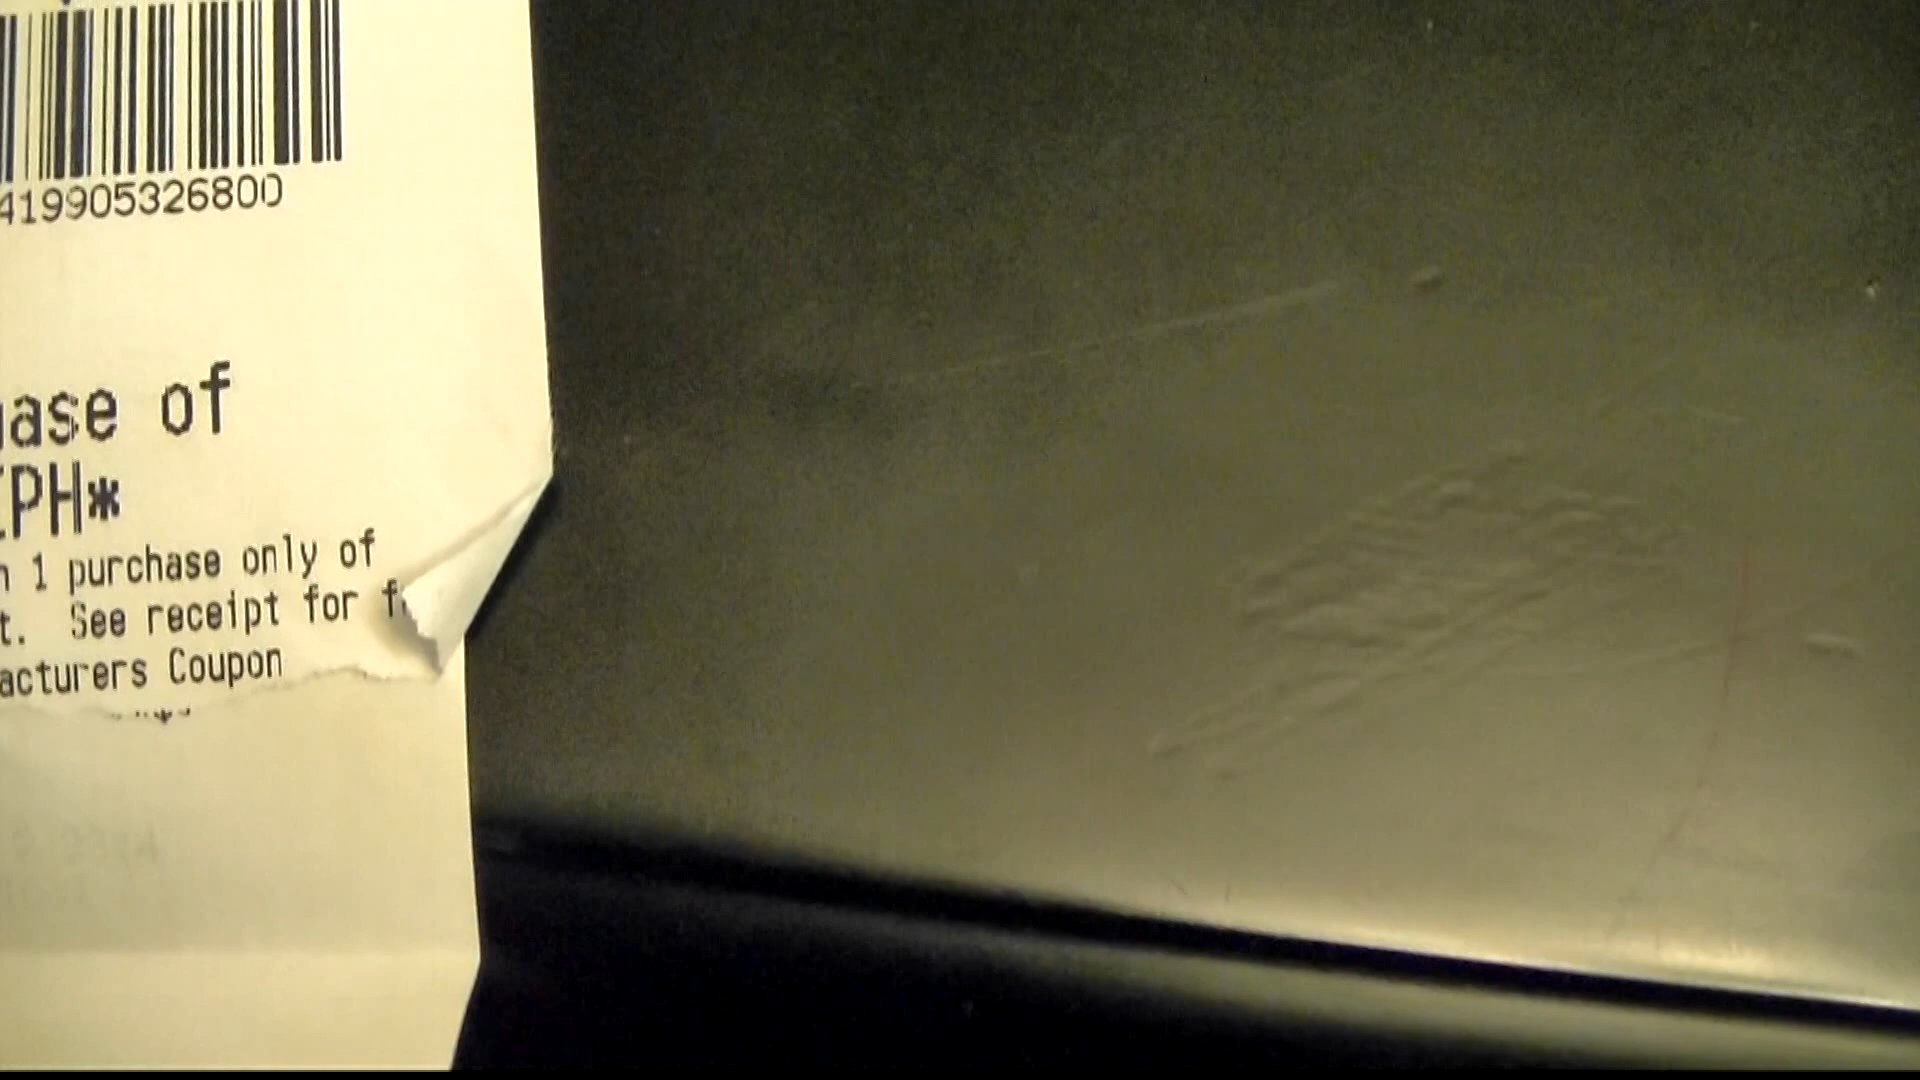 419905326800
ase of
PH*
1 purchase only of
t. See receipt for
acturers Coupon